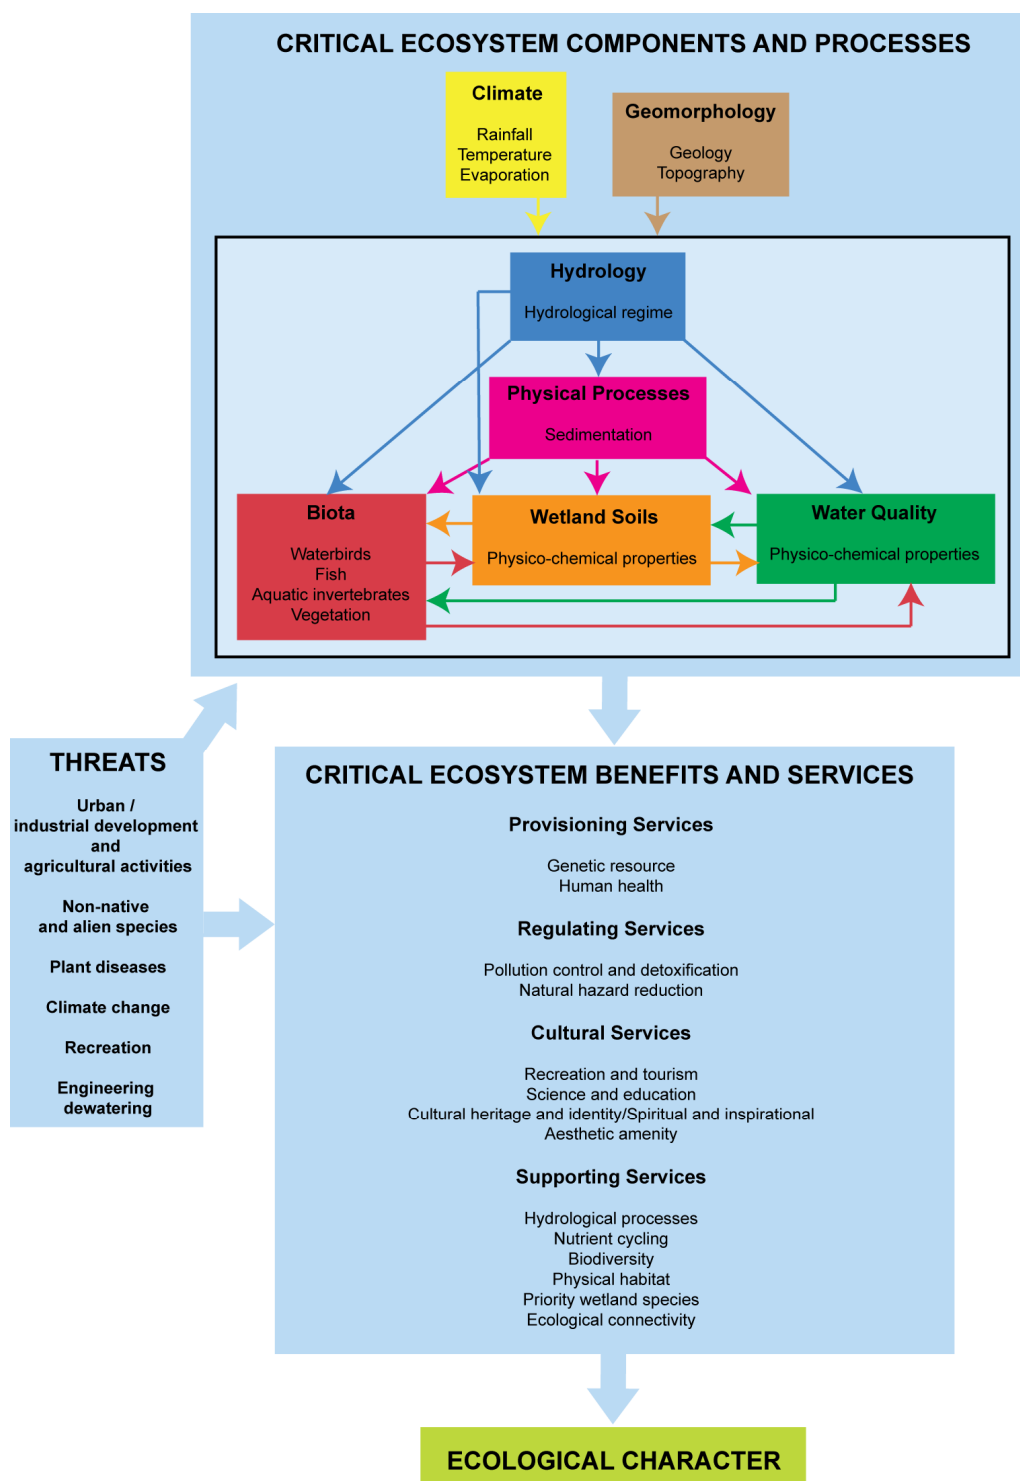 CRITICAL ECOSYSTEM COMPONENTS AND PROCESSES
Climate
Rainfall
Temperature
Evaporation
Geomorphology
Geology
Topography
Hydrology
Hydrological regime
Physical Processes
Sedimentation
Biota
Waterbirds
Fish
Aquatic invertebrates
Vegetation
Wetland Soils
Physico-chemical properties
Water Quality
Physico-chemical properties
THREATS
Urban /
industrial development
and
agricultural activities
Non-native
and alien species
Plant diseases
Climate change
Recreation
Engineering
dewatering
CRITICAL ECOSYSTEM BENEFITS AND SERVICES
Provisioning Services
Genetic resource
Human health
Regulating Services
Pollution control and detoxification
Natural hazard reduction
Cultural Services
Recreation and tourism
Science and education
Cultural heritage and identity/Spiritual and inspirational
Aesthetic amenity
Supporting Services
Hydrological processes
Nutrient cycling
Biodiversity
Physical habitat
Priority wetland species
Ecological connectivity
ECOLOGICAL CHARACTER